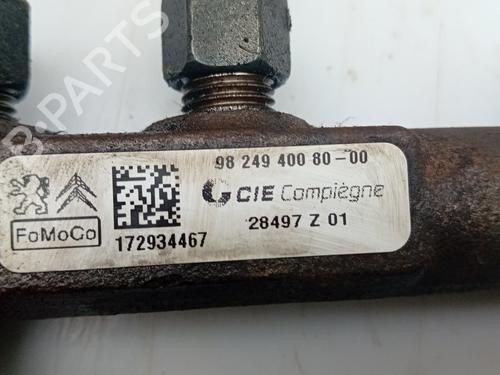 98 249 400 80-00
CIE Compiègne
FoMoCo
172934467
28497 Z 01
B-PARTS